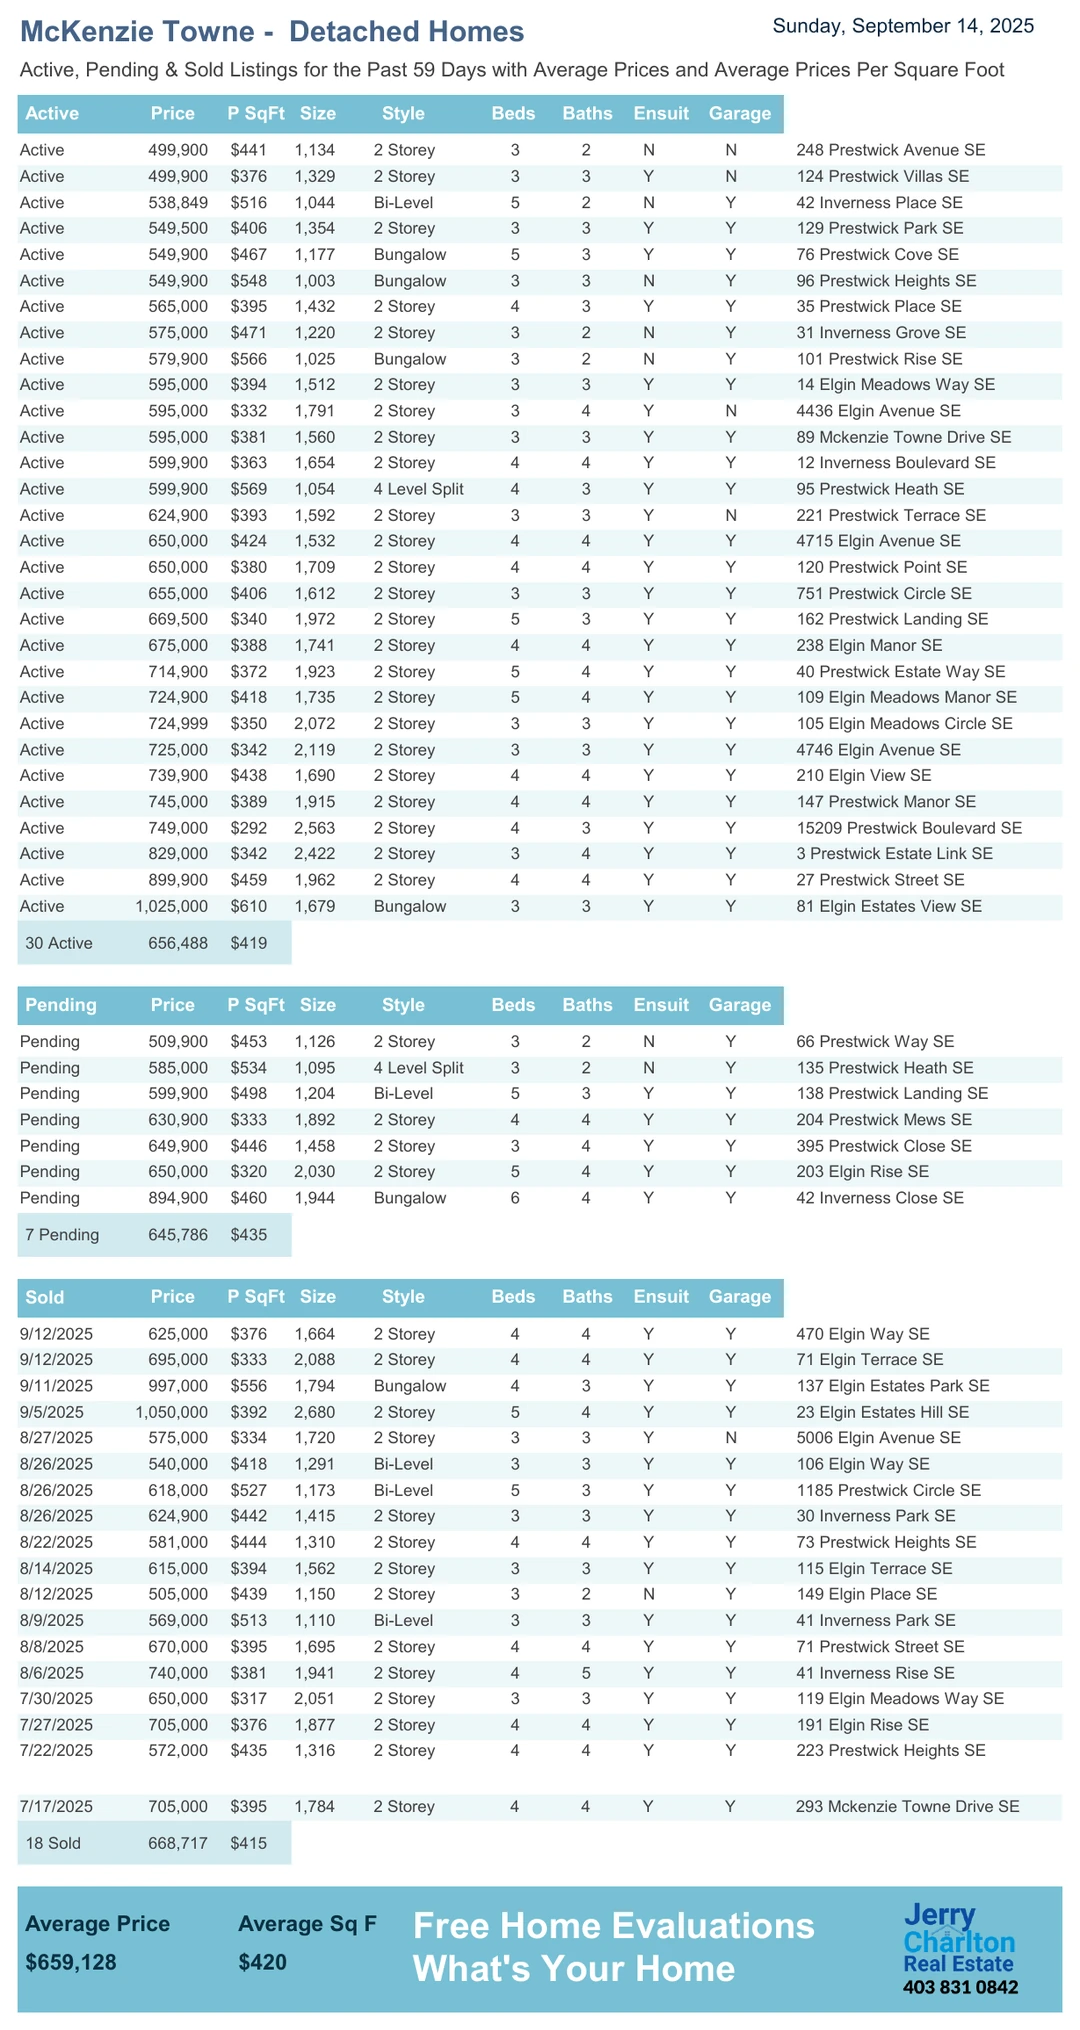 McKenzie Towne - Detached Homes
Sunday, September 14, 2025
Active, Pending & Sold Listings for the Past 59 Days with Average Prices and Average Prices Per Square Foot
Active Price P SqFt Size Style Beds Baths Ensuit Garage
Active 499,900 $441 1,134 2 Storey 3 2 N N 248 Prestwick Avenue SE
Active 499,900 $376 1,329 2 Storey 3 3 Y N 124 Prestwick Villas SE
Active 538,849 $516 1,044 Bi-Level 5 2 N Y 42 Inverness Place SE
Active 549,500 $406 1,354 2 Storey 3 3 Y Y 129 Prestwick Park SE
Active 549,900 $467 1,177 Bungalow 5 3 Y Y 76 Prestwick Cove SE
Active 549,900 $548 1,003 Bungalow 3 3 N Y 96 Prestwick Heights SE
Active 565,000 $395 1,432 2 Storey 4 3 Y Y 35 Prestwick Place SE
Active 575,000 $471 1,220 2 Storey 3 2 N Y 31 Inverness Grove SE
Active 579,900 $566 1,025 Bungalow 3 2 N Y 101 Prestwick Rise SE
Active 595,000 $394 1,512 2 Storey 3 3 Y Y 14 Elgin Meadows Way SE
Active 595,000 $332 1,791 2 Storey 3 4 Y N 4436 Elgin Avenue SE
Active 595,000 $381 1,560 2 Storey 3 3 Y Y 89 Mckenzie Towne Drive SE
Active 599,900 $363 1,654 2 Storey 4 4 Y Y 12 Inverness Boulevard SE
Active 599,900 $569 1,054 4 Level Split 4 3 Y Y 95 Prestwick Heath SE
Active 624,900 $393 1,592 2 Storey 3 3 Y N 221 Prestwick Terrace SE
Active 650,000 $424 1,532 2 Storey 4 4 Y Y 4715 Elgin Avenue SE
Active 650,000 $380 1,709 2 Storey 4 4 Y Y 120 Prestwick Point SE
Active 655,000 $406 1,612 2 Storey 3 3 Y Y 751 Prestwick Circle SE
Active 669,500 $340 1,972 2 Storey 5 3 Y Y 162 Prestwick Landing SE
Active 675,000 $388 1,741 2 Storey 4 4 Y Y 238 Elgin Manor SE
Active 714,900 $372 1,923 2 Storey 5 4 Y Y 40 Prestwick Estate Way SE
Active 724,900 $418 1,735 2 Storey 5 4 Y Y 109 Elgin Meadows Manor SE
Active 724,999 $350 2,072 2 Storey 3 3 Y Y 105 Elgin Meadows Circle SE
Active 725,000 $342 2,119 2 Storey 3 3 Y Y 4746 Elgin Avenue SE
Active 739,900 $438 1,690 2 Storey 4 4 Y Y 210 Elgin View SE
Active 745,000 $389 1,915 2 Storey 4 4 Y Y 147 Prestwick Manor SE
Active 749,000 $292 2,563 2 Storey 4 3 Y Y 15209 Prestwick Boulevard SE
Active 829,000 $342 2,422 2 Storey 3 4 Y Y 3 Prestwick Estate Link SE
Active 899,900 $459 1,962 2 Storey 4 4 Y Y 27 Prestwick Street SE
Active 1,025,000 $610 1,679 Bungalow 3 3 Y Y 81 Elgin Estates View SE
30 Active 656,488 $419
Pending Price P SqFt Size Style Beds Baths Ensuit Garage
Pending 509,900 $453 1,126 2 Storey 3 2 N Y 66 Prestwick Way SE
Pending 585,000 $534 1,095 4 Level Split 3 2 N Y 135 Prestwick Heath SE
Pending 599,900 $498 1,204 Bi-Level 5 3 Y Y 138 Prestwick Landing SE
Pending 630,900 $333 1,892 2 Storey 4 4 Y Y 204 Prestwick Mews SE
Pending 649,900 $446 1,458 2 Storey 3 4 Y Y 395 Prestwick Close SE
Pending 650,000 $320 2,030 2 Storey 5 4 Y Y 203 Elgin Rise SE
Pending 894,900 $460 1,944 Bungalow 6 4 Y Y 42 Inverness Close SE
7 Pending 645,786 $435
Sold Price P SqFt Size Style Beds Baths Ensuit Garage
9/12/2025 625,000 $376 1,664 2 Storey 4 4 Y Y 470 Elgin Way SE
9/12/2025 695,000 $333 2,088 2 Storey 4 4 Y Y 71 Elgin Terrace SE
9/11/2025 997,000 $556 1,794 Bungalow 4 3 Y Y 137 Elgin Estates Park SE
9/5/2025 1,050,000 $392 2,680 2 Storey 5 4 Y Y 23 Elgin Estates Hill SE
8/27/2025 575,000 $334 1,720 2 Storey 3 3 Y N 5006 Elgin Avenue SE
8/26/2025 540,000 $418 1,291 Bi-Level 3 3 Y Y 106 Elgin Way SE
8/26/2025 618,000 $527 1,173 Bi-Level 5 3 Y Y 1185 Prestwick Circle SE
8/26/2025 624,900 $442 1,415 2 Storey 3 3 Y Y 30 Inverness Park SE
8/22/2025 581,000 $444 1,310 2 Storey 4 4 Y Y 73 Prestwick Heights SE
8/14/2025 615,000 $394 1,562 2 Storey 3 3 Y Y 115 Elgin Terrace SE
8/12/2025 505,000 $439 1,150 2 Storey 3 2 N Y 149 Elgin Place SE
8/9/2025 569,000 $513 1,110 Bi-Level 3 3 Y Y 41 Inverness Park SE
8/8/2025 670,000 $395 1,695 2 Storey 4 4 Y Y 71 Prestwick Street SE
8/6/2025 740,000 $381 1,941 2 Storey 4 5 Y Y 41 Inverness Rise SE
7/30/2025 650,000 $317 2,051 2 Storey 3 3 Y Y 119 Elgin Meadows Way SE
7/27/2025 705,000 $376 1,877 2 Storey 4 4 Y Y 191 Elgin Rise SE
7/22/2025 572,000 $435 1,316 2 Storey 4 4 Y Y 223 Prestwick Heights SE
7/17/2025 705,000 $395 1,784 2 Storey 4 4 Y Y 293 Mckenzie Towne Drive SE
18 Sold 668,717 $415
Average Price Average Sq F
$659,128 $420
Free Home Evaluations
What's Your Home
Jerry
Charlton
Real Estate
403 831 0842